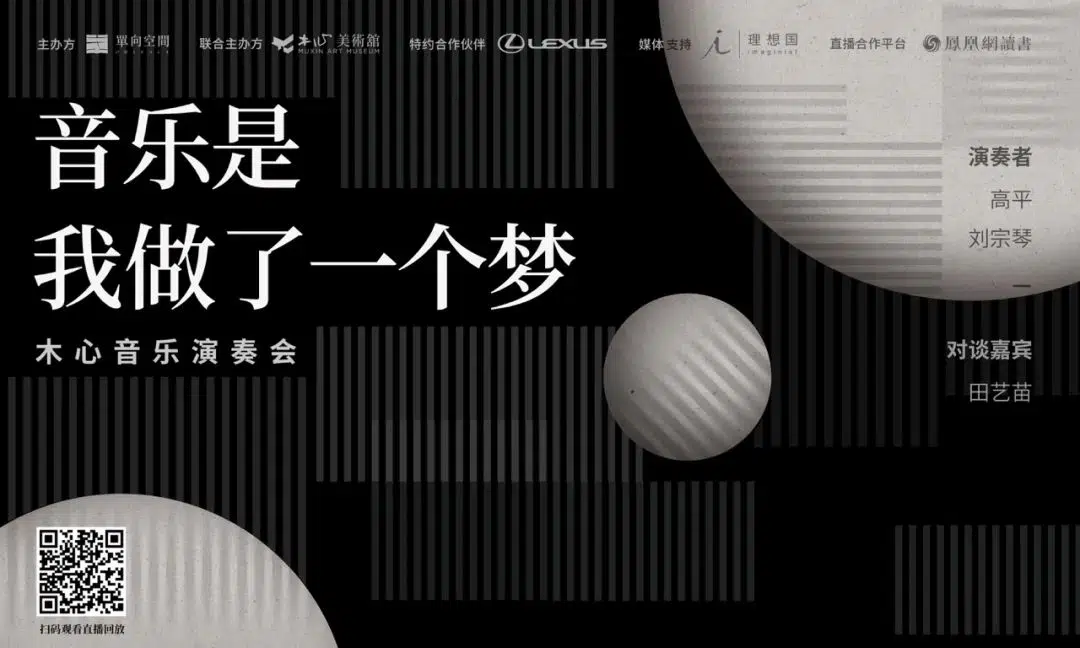 主办方 單向空間
联合主办方 木心美術館 MUXIN ART MUSEUM
特约合作伙伴 LEXUS
媒体支持 理想国 imaginist
直播合作平台 鳳凰網讀書
音乐是
我做了一个梦
木心音乐演奏会
演奏者
高平
刘宗琴
—
对谈嘉宾
田艺苗
扫码观看直播回放